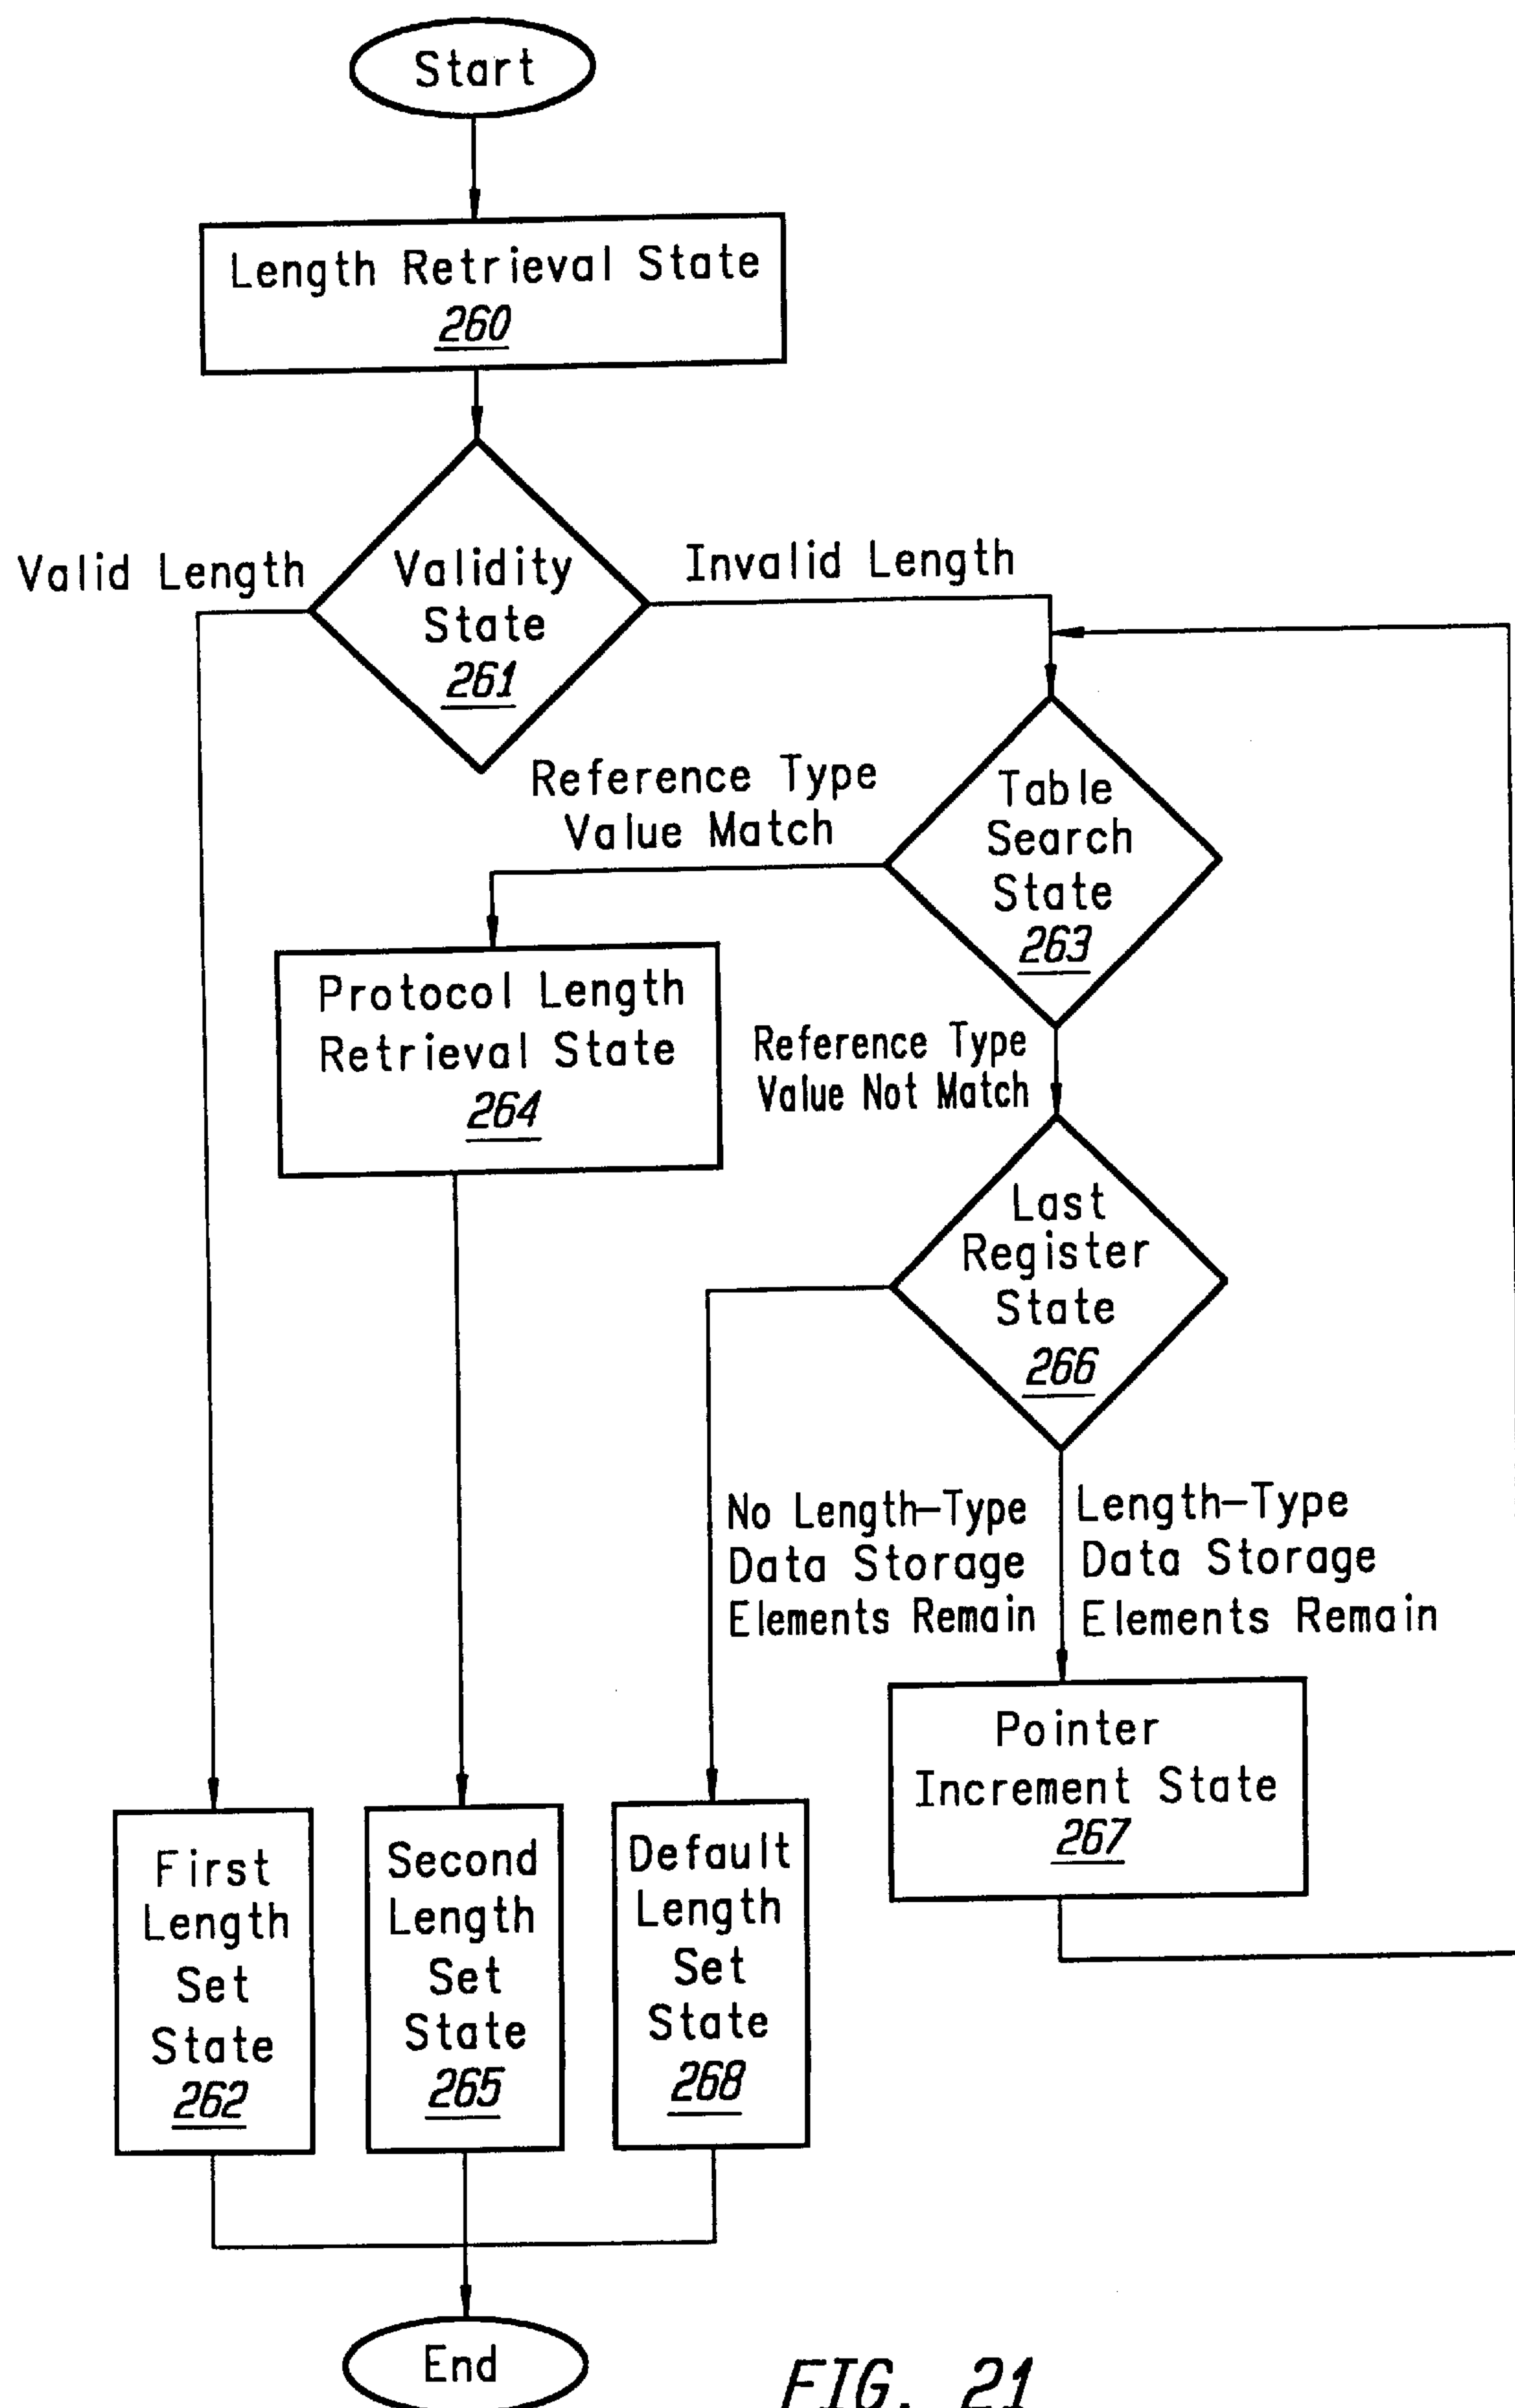 Start
Length Retrieval State
260
Valid Length
Validity
State
261
Invalid Length
Reference Type
Value Match
Table
Search
State
263
Protocol Length
Retrieval State
264
Reference Type
Value Not Match
Last
Register
State
266
No Length-Type
Data Storage
Elements Remain
Length-Type
Data Storage
Elements Remain
Pointer
Increment State
267
First
Length
Set
State
262
Second
Length
Set
State
265
Default
Length
Set
State
268
End
FIG. 21